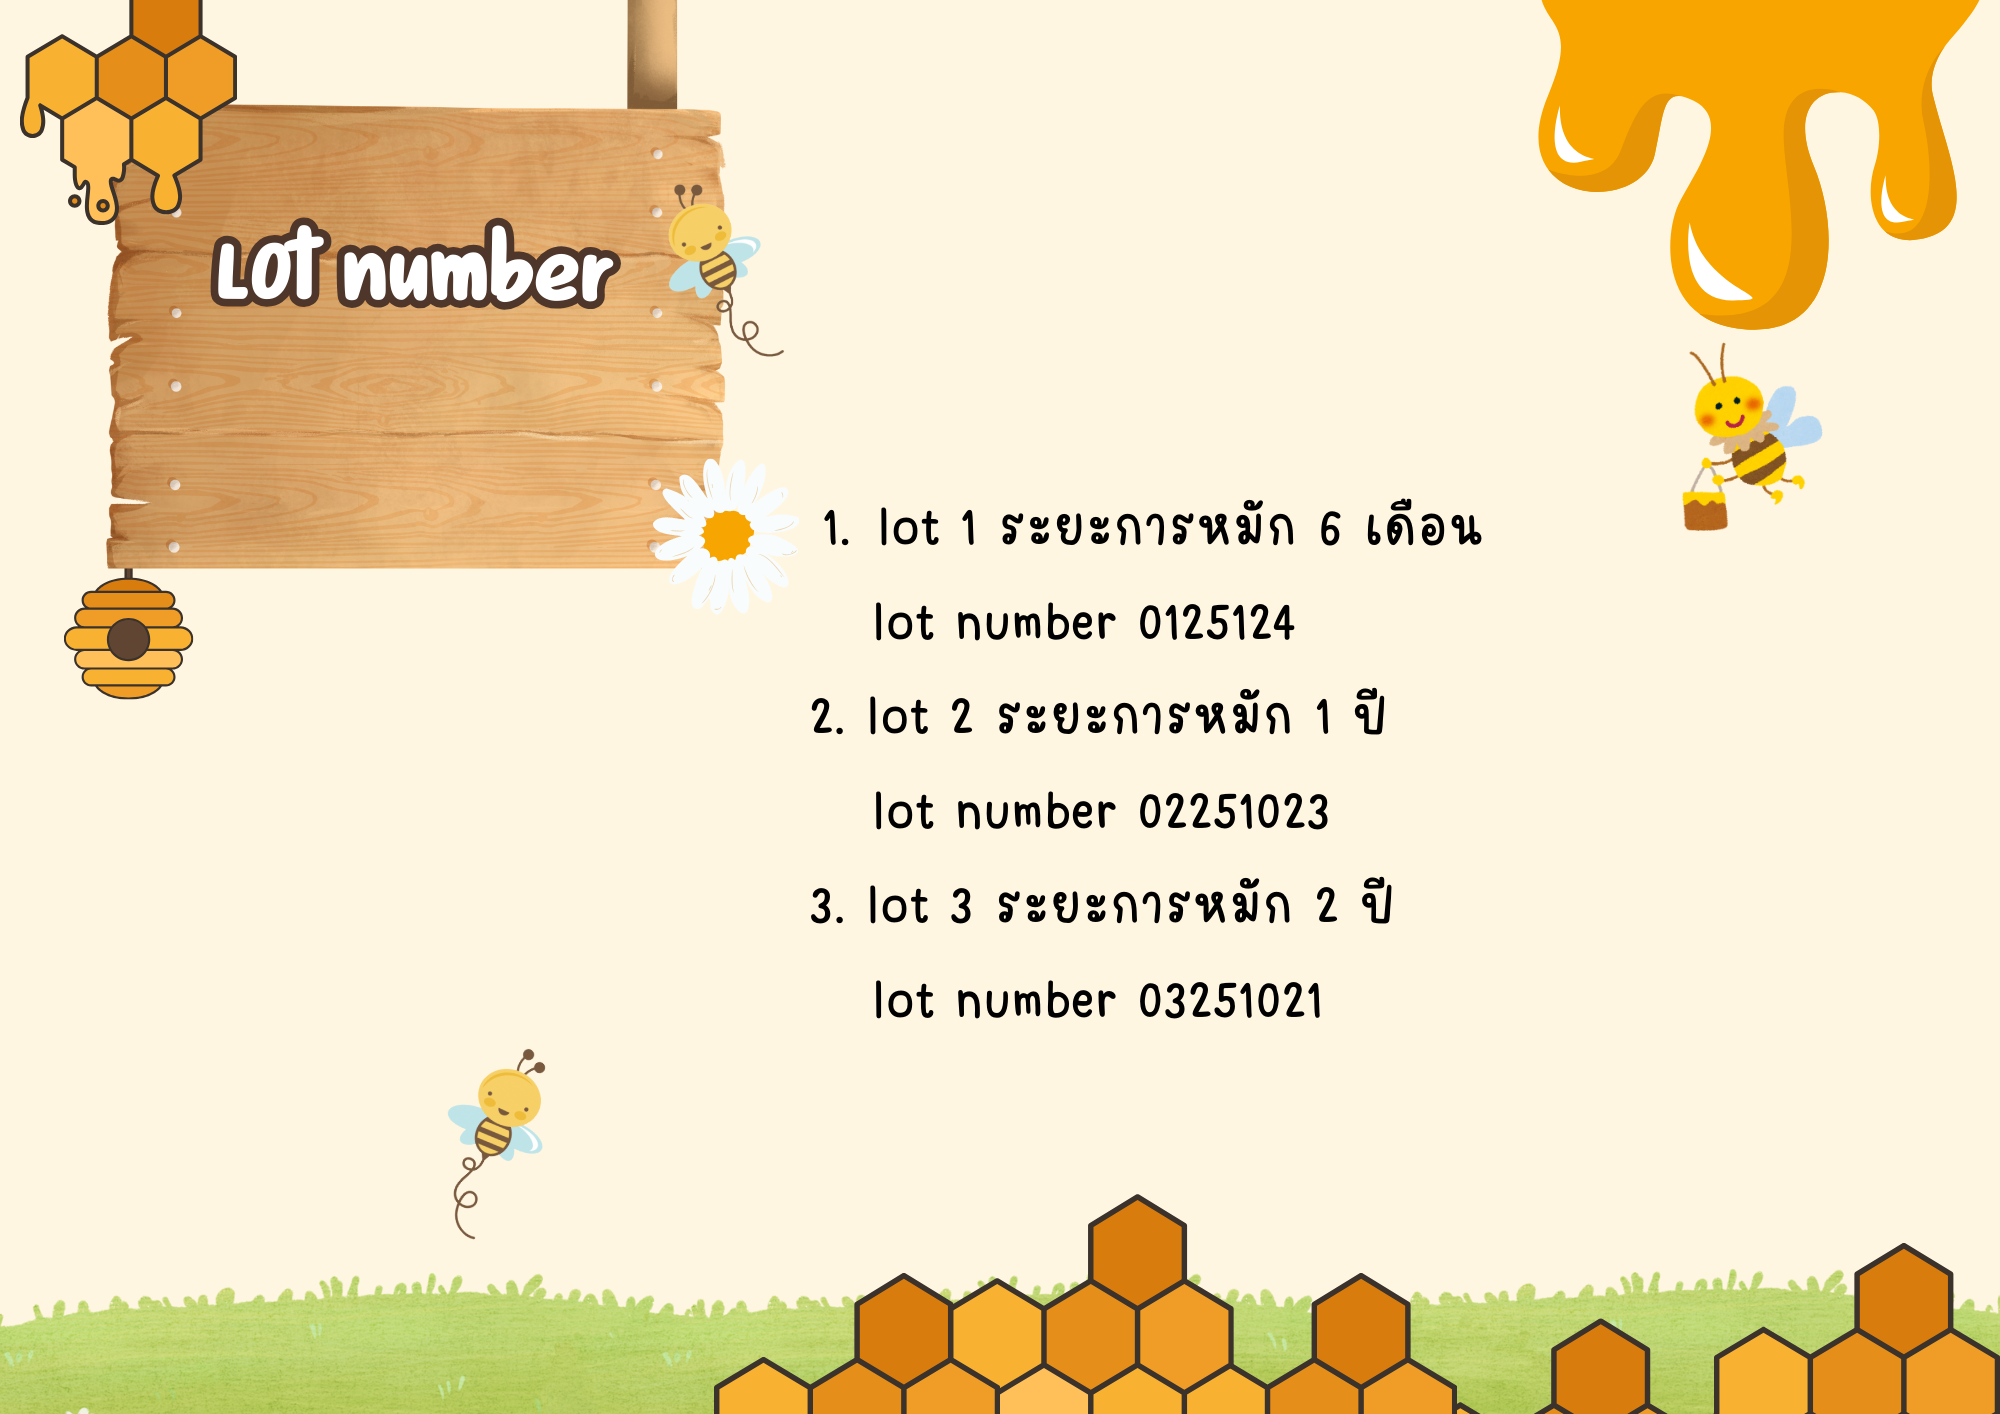 LOT number
1. lot 1 ระยะการหมัก 6 เดือน
lot number 0125124
2. lot 2 ระยะการหมัก 1 ปี
lot number 02251023
3. lot 3 ระยะการหมัก 2 ปี
lot number 03251021